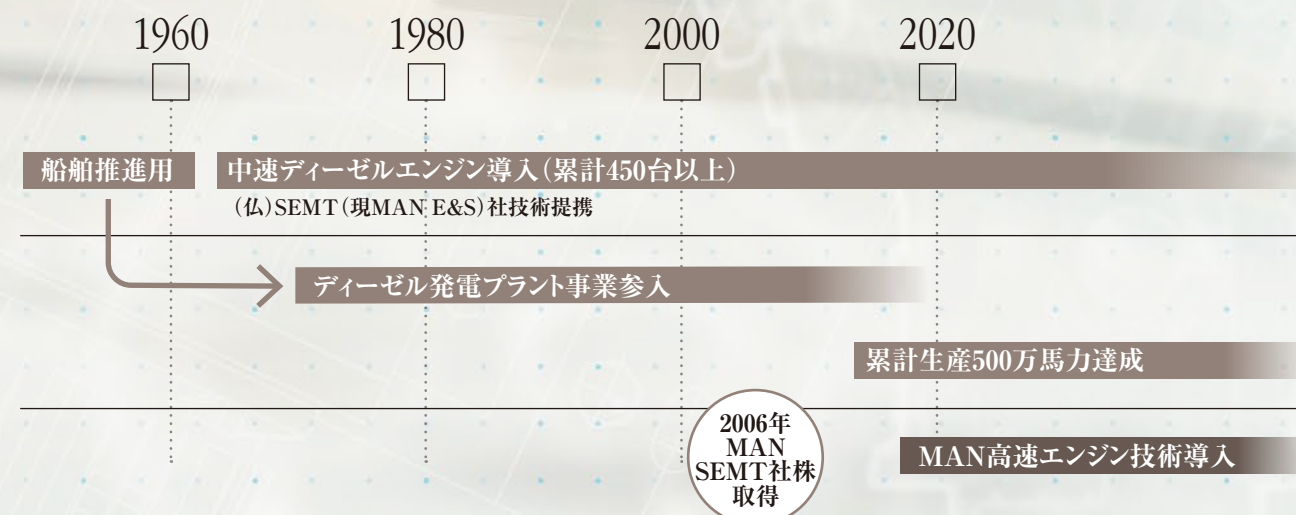 1960
1980
2000
2020
船舶推進用
中速ディーゼルエンジン導入（累計450台以上）
（仏）SEMT（現MAN E&S）社技術提携
ディーゼル発電プラント事業参入
累計生産500万馬力達成
2006年
MAN
SEMT社株
取得
MAN高速エンジン技術導入